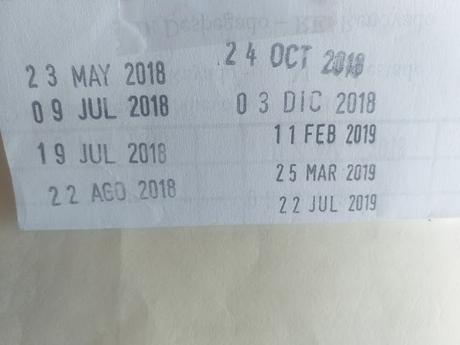 23 MAY 2018
09 JUL 2018
19 JUL 2018
22 AGO 2018
24 OCT 2018
03 DIC 2018
11 FEB 2019
25 MAR 2019
22 JUL 2019